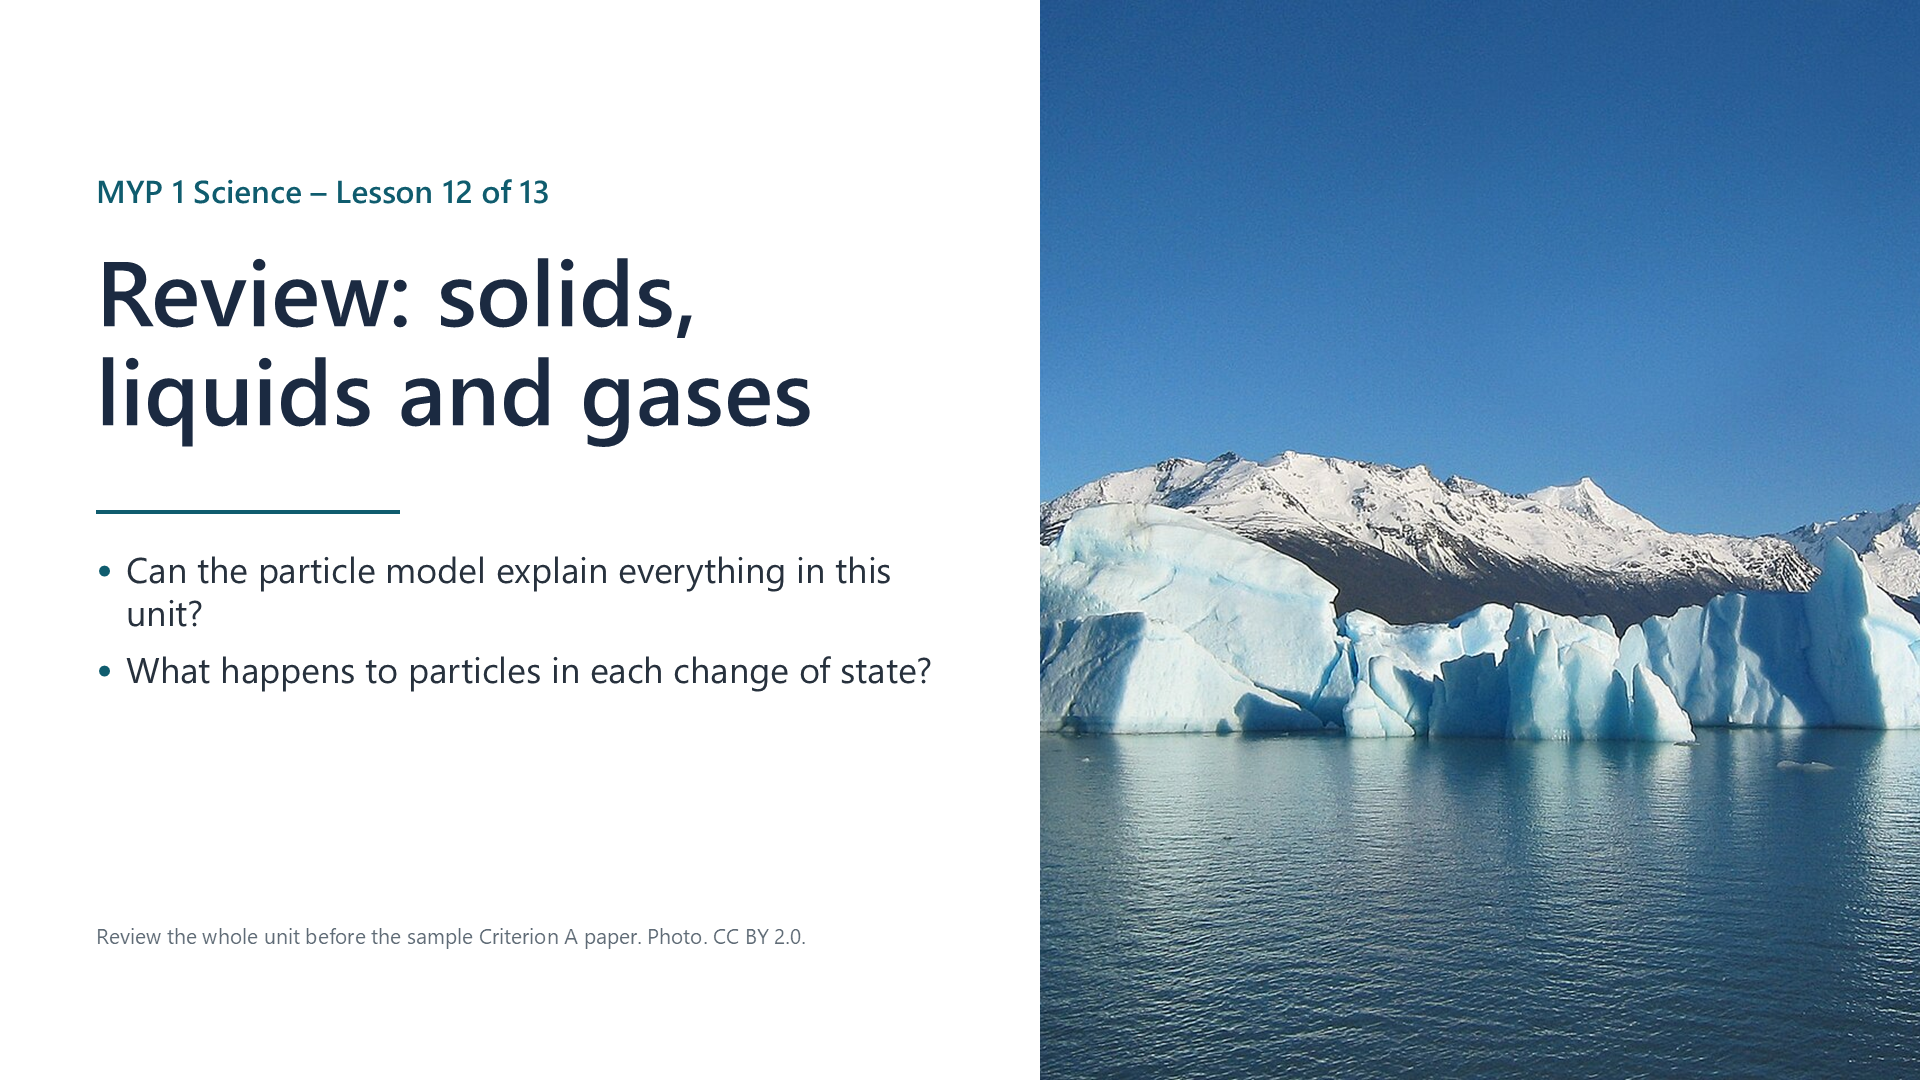 MYP 1 Science – Lesson 12 of 13
Review: solids,
liquids and gases
• Can the particle model explain everything in this
unit?
• What happens to particles in each change of state?
Review the whole unit before the sample Criterion A paper. Photo. CC BY 2.0.